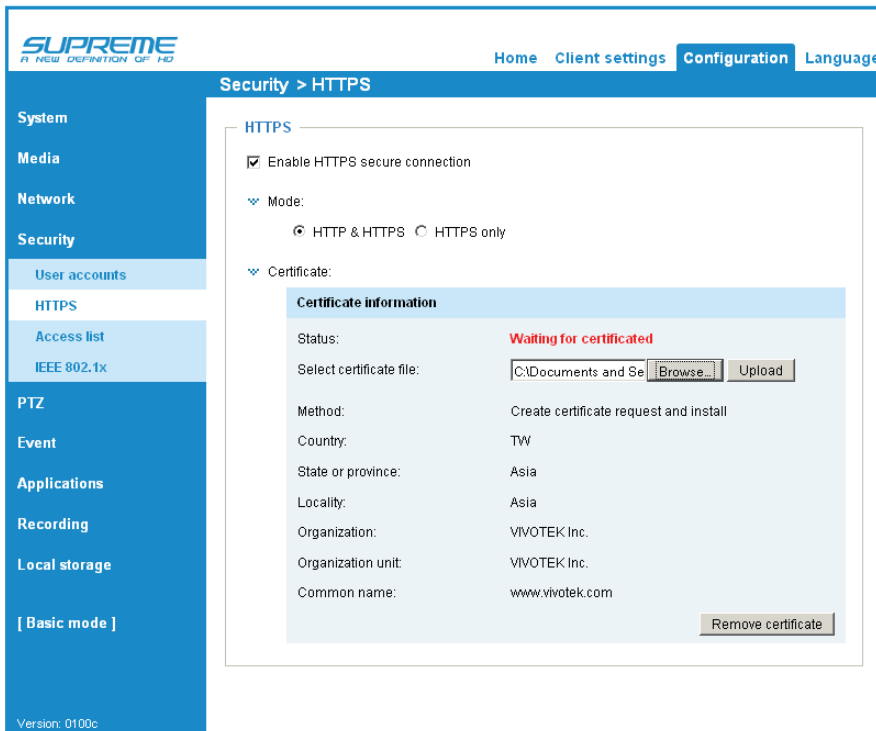 SUPREME
A NEW DEFINITION OF HD
Home Client settings Configuration Language
Security > HTTPS
System
Media
Network
Security
User accounts
HTTPS
Access list
IEEE 802.1x
PTZ
Event
Applications
Recording
Local storage
[ Basic mode ]
Version: 0100c
HTTPS
Enable HTTPS secure connection
Mode:
HTTP & HTTPS HTTPS only
Certificate:
Certificate information
Status: Waiting for certificated
Select certificate file: C:\Documents and Se Browse... Upload
Method: Create certificate request and install
Country: TW
State or province: Asia
Locality: Asia
Organization: VIVOTEK Inc.
Organization unit: VIVOTEK Inc.
Common name: www.vivotek.com
Remove certificate